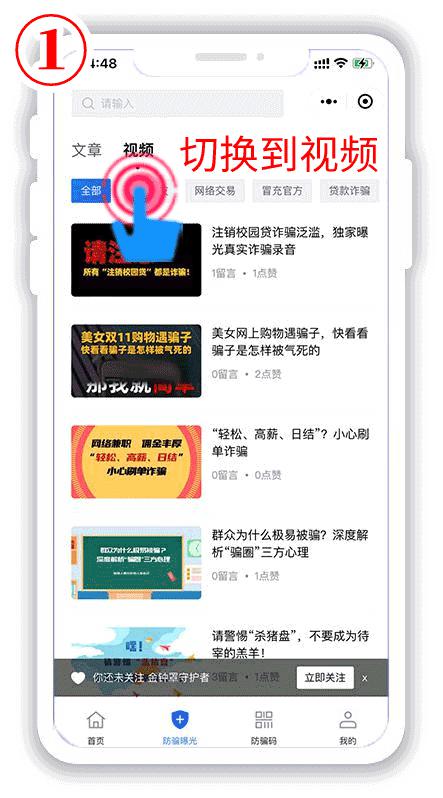 1
4:48
请输入
文章
视频
切换到视频
全部
网络交易
冒充官方
贷款诈骗
请注
所有“注销校园贷”都是诈骗!
注销校园贷诈骗泛滥,独家曝
光真实诈骗录音
1留言 • 1点赞
美女双11购物遇骗子
快看看骗子是怎样被气死的
那我就简单
美女网上购物遇骗子,快看看
骗子是怎样被气死的
0留言 • 2点赞
网络兼职 佣金丰厚
“轻松、高薪、日结”
小心刷单诈骗
“轻松、高薪、日结”?小心刷
单诈骗
0留言 • 0点赞
群众为什么极易被骗?
深度解析“骗圈”三方心理
群众为什么极易被骗?深度解
析“骗圈”三方心理
0留言 • 1点赞
嘿!
请警惕“杀猪盘”,不要成为待
宰的羔羊!
3留言 • 1点赞
你还未关注 金钟罩守护者
立即关注
x
首页
防骗曝光
防骗码
我的